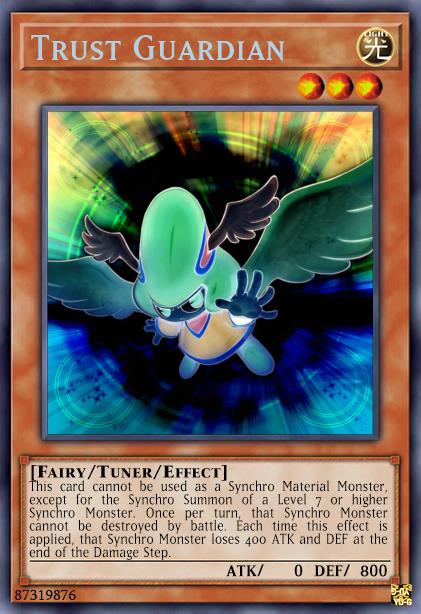 Trust Guardian
LIGHT
光
[Fairy/Tuner/Effect]
This card cannot be used as a Synchro Material Monster,
except for the Synchro Summon of a Level 7 or higher
Synchro Monster. Once per turn, that Synchro Monster
cannot be destroyed by battle. Each time this effect is
applied, that Synchro Monster loses 400 ATK and DEF at the
end of the Damage Step.
ATK/ 0 DEF/ 800
87319876